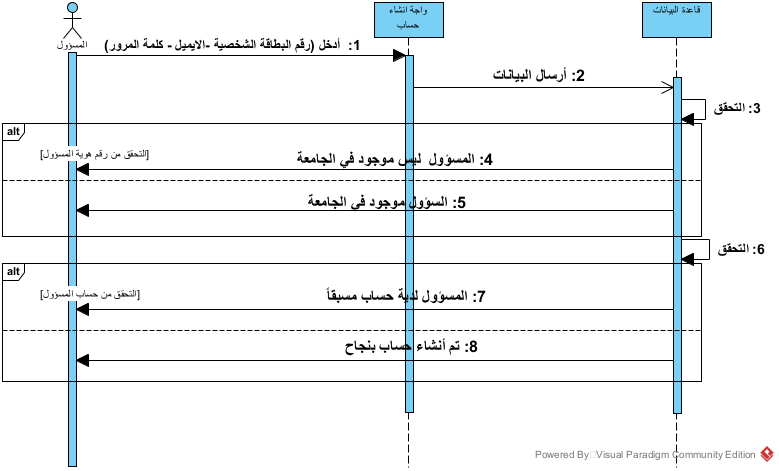 واجة انشاء
حساب
قاعدة البيانات
المسؤول
1: أدخل (رقم البطاقة الشخصية -الايميل - كلمة المرور)
2: أرسال البيانات
3: التحقق
alt
[التحقق من رقم هوية المسؤول]
4: المسؤول ليس موجود في الجامعة
5: السؤول موجود في الجامعة
6: التحقق
alt
[التحقق من حساب المسؤول]
7: المسؤول لدية حساب مسبقاً
8: تم أنشاء حساب بنجاح
Powered By Visual Paradigm Community Edition